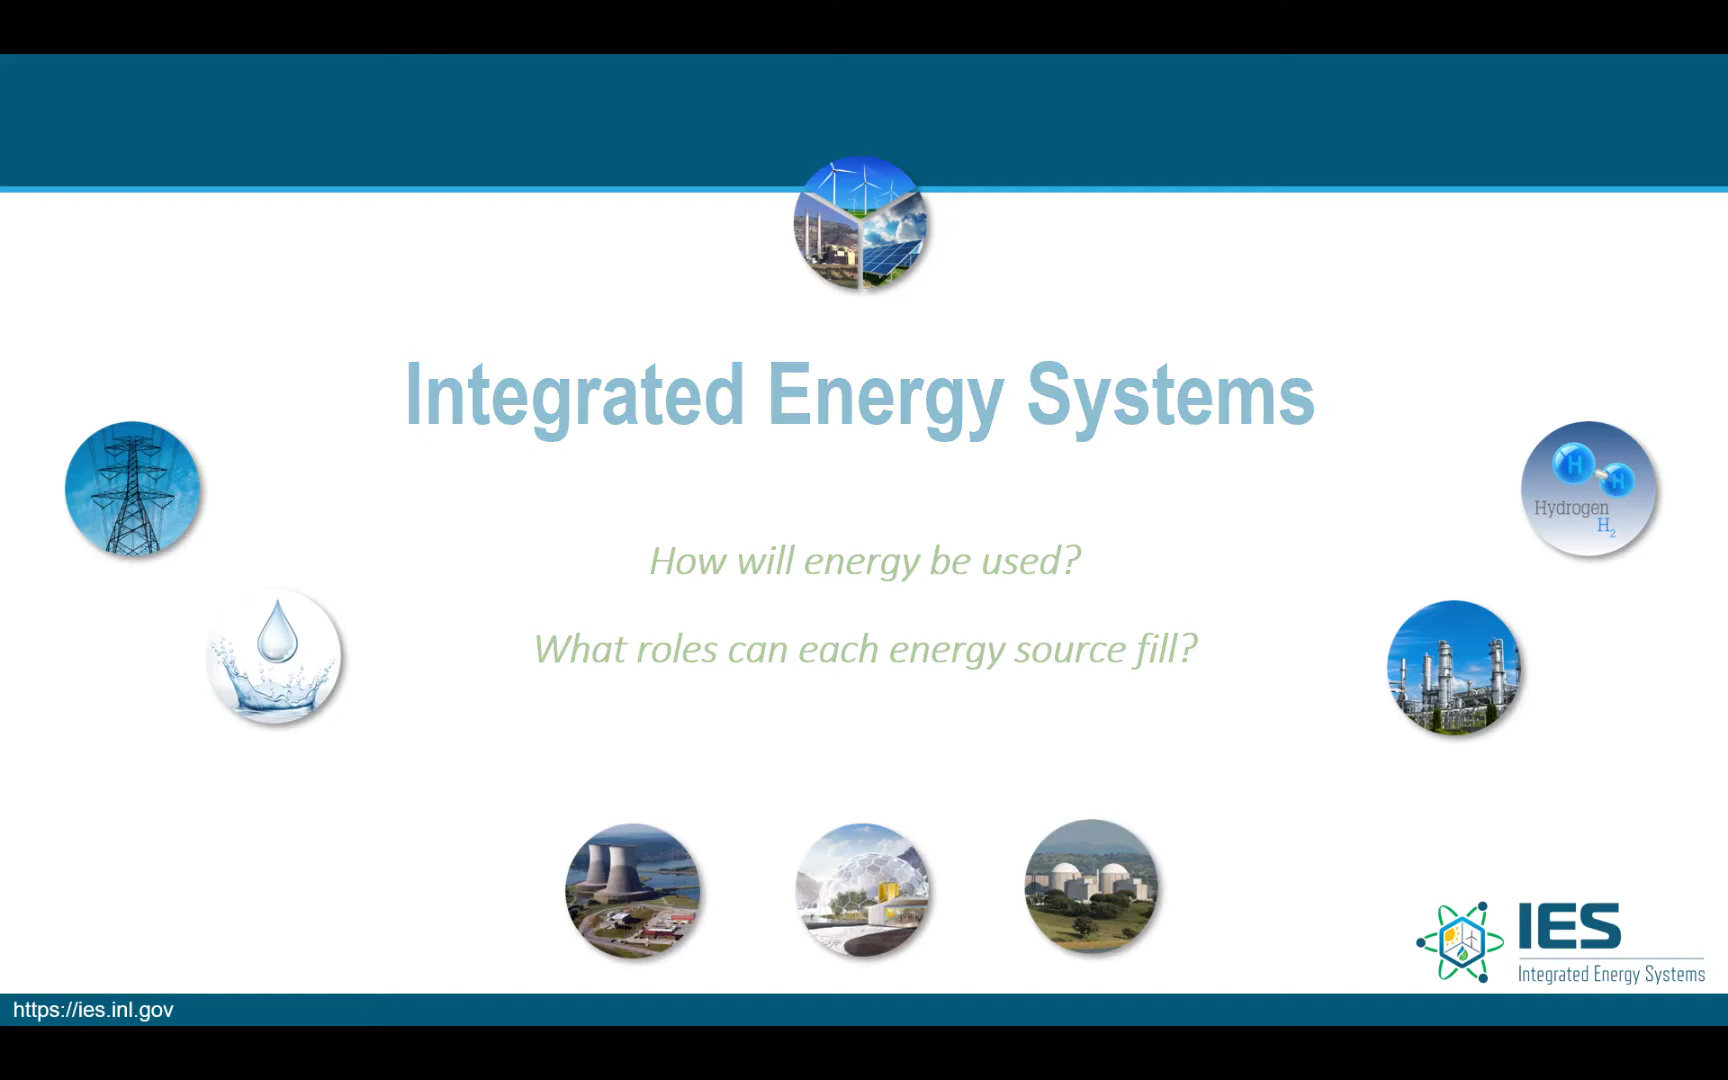 Integrated Energy Systems
H
H
Hydrogen
H₂
How will energy be used?
What roles can each energy source fill?
IES
Integrated Energy Systems
https://ies.inl.gov